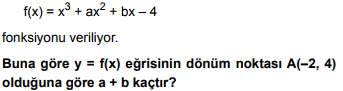 f(x) = x³ + ax² + bx – 4
fonksiyonu veriliyor.
Buna göre y = f(x) eğrisinin dönüm noktası A(–2, 4)
olduğuna göre a + b kaçtır?